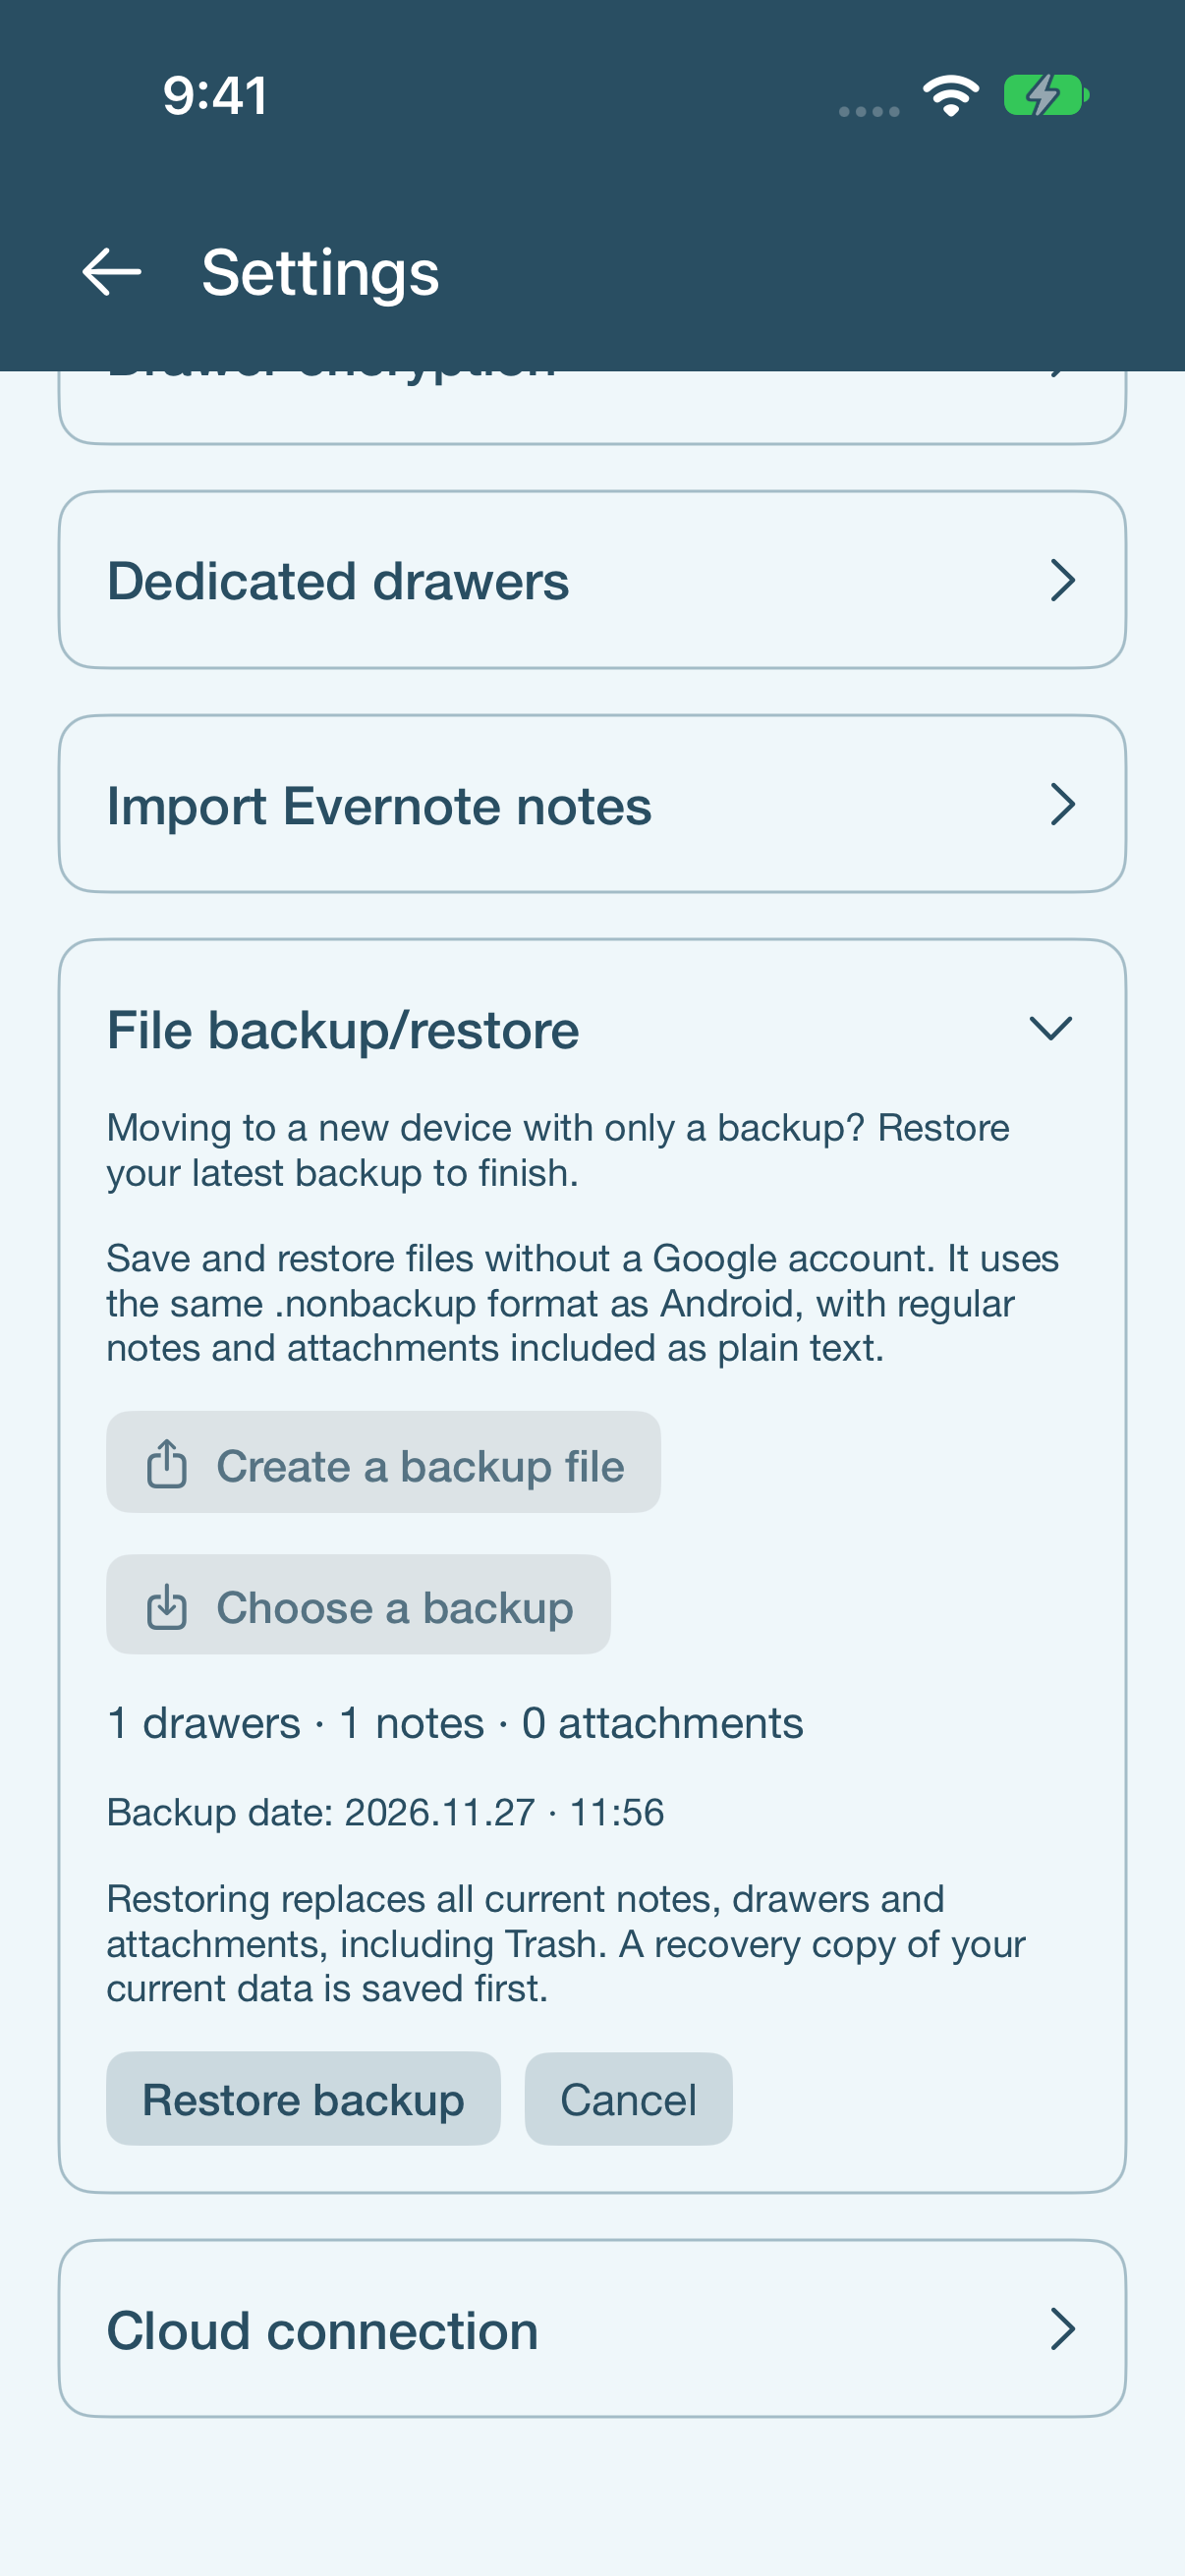 9:41
Settings
Drawer encryption
Dedicated drawers
Import Evernote notes
File backup/restore
Moving to a new device with only a backup? Restore
your latest backup to finish.
Save and restore files without a Google account. It uses
the same .nonbackup format as Android, with regular
notes and attachments included as plain text.
Create a backup file
Choose a backup
1 drawers · 1 notes · 0 attachments
Backup date: 2026.11.27 · 11:56
Restoring replaces all current notes, drawers and
attachments, including Trash. A recovery copy of your
current data is saved first.
Restore backup
Cancel
Cloud connection